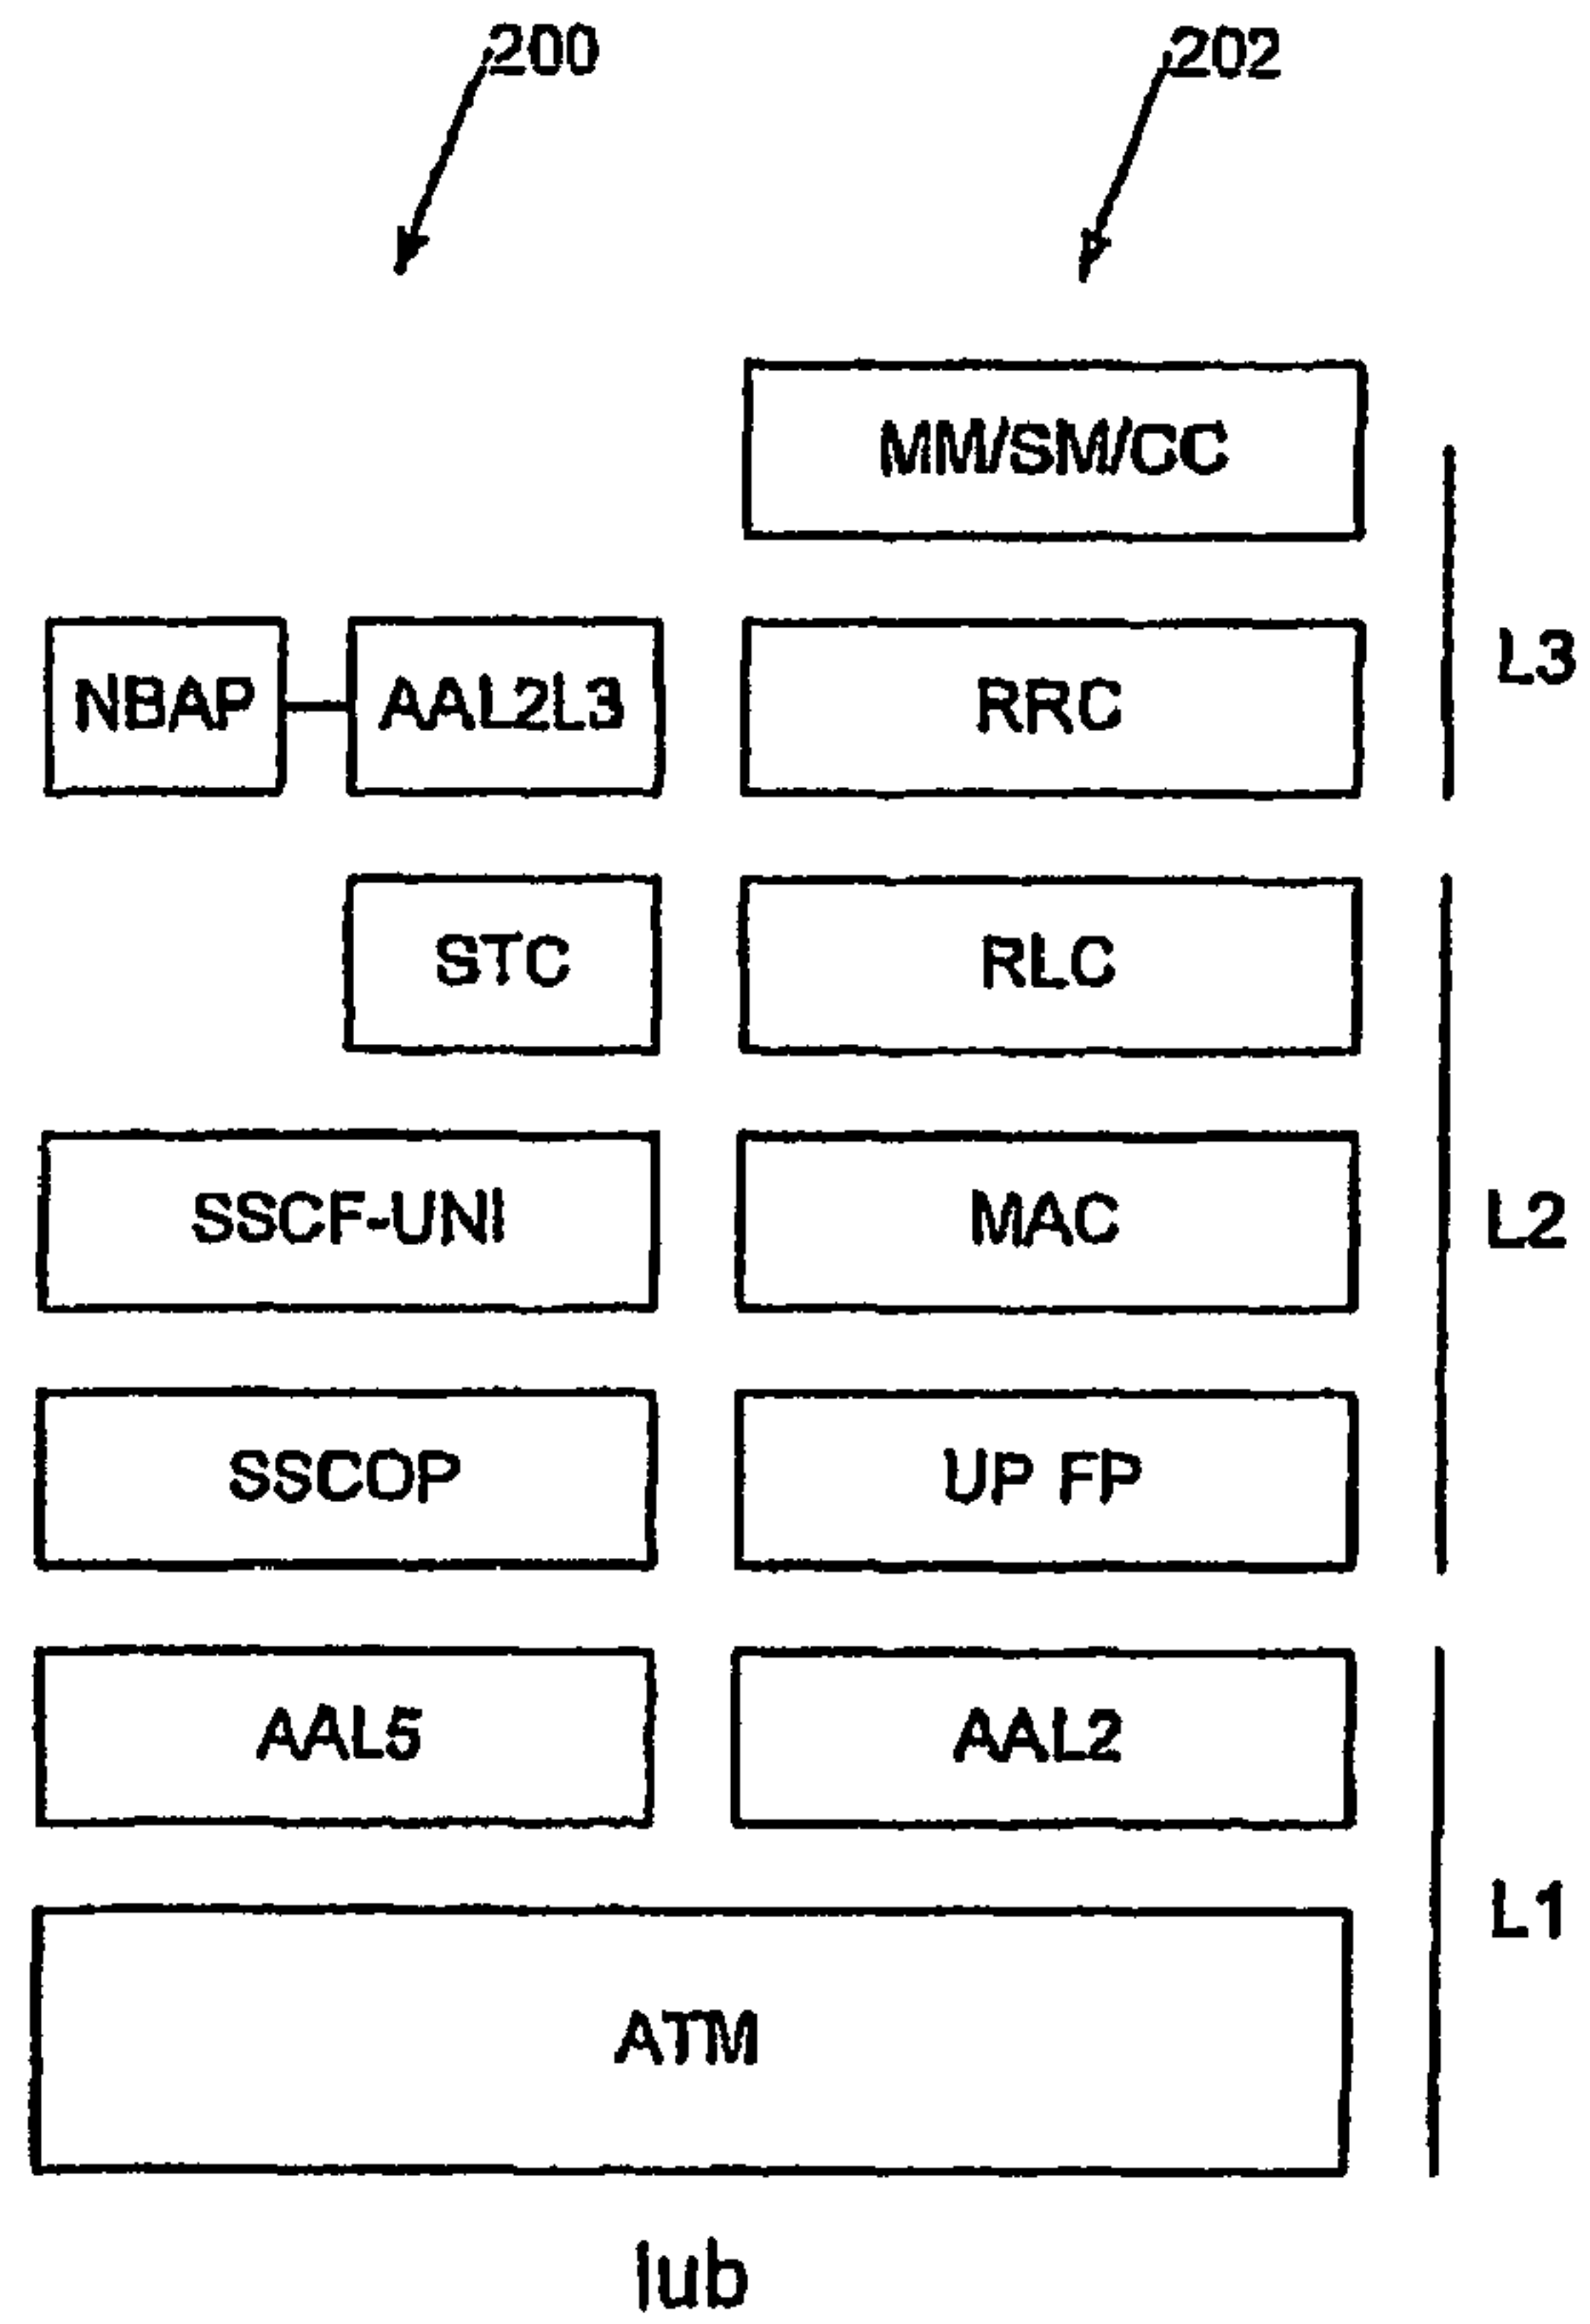 200 202
MM/SM/CC
NBAP AAL2L3 RRC L3
STC RLC
SSCF-UNI MAC L2
SSCOP UP FP
AAL5 AAL2
L1
ATM
Iub